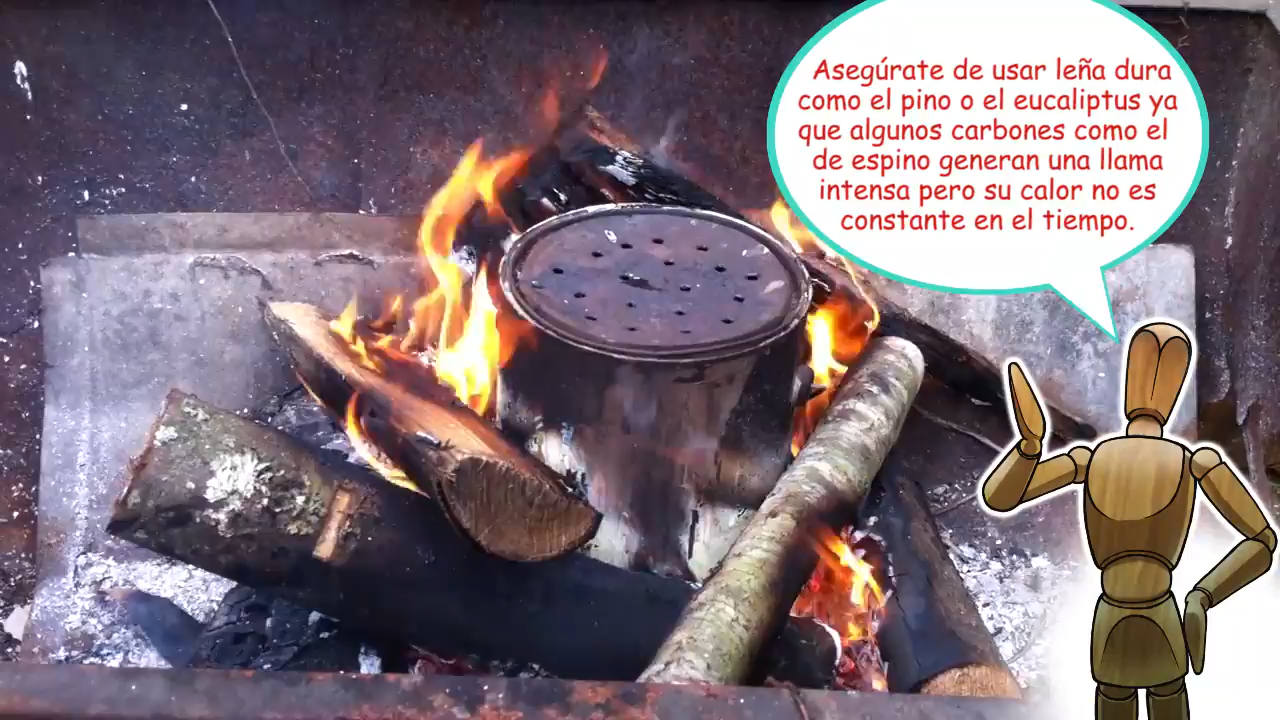 Asegúrate de usar leña dura
como el pino o el eucaliptus ya
que algunos carbones como el
de espino generan una llama
intensa pero su calor no es
constante en el tiempo.